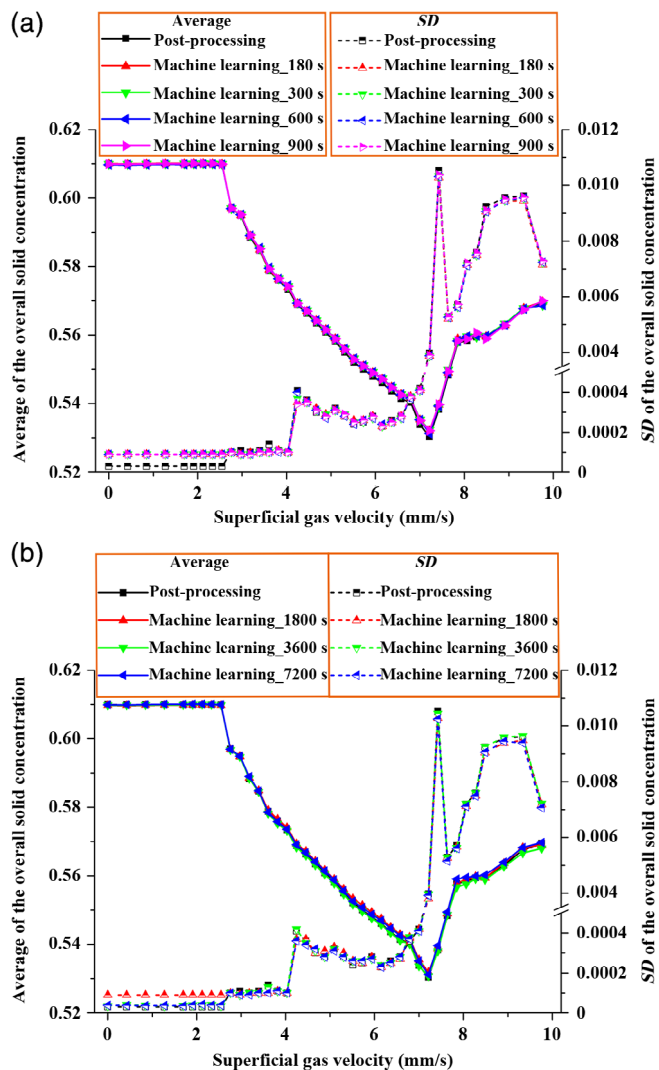 (a)
Average
SD
Post-processing
Post-processing
Machine learning_180 s
Machine learning_180 s
Machine learning_300 s
Machine learning_300 s
Machine learning_600 s
Machine learning_600 s
Machine learning_900 s
Machine learning_900 s
Average of the overall solid concentration
0.62
0.60
0.58
0.56
0.54
0.52
0.012
0.010
0.008
0.006
0.004
0.0004
0.0002
0
SD of the overall solid concentration
0 2 4 6 8 10
Superficial gas velocity (mm/s)
(b)
Average
SD
Post-processing
Post-processing
Machine learning_1800 s
Machine learning_1800 s
Machinc lcarning_3600 s
Machinc lcarning_3600 s
Machine learning_7200 s
Machine learning_7200 s
Average of the overall solid concentration
0.62
0.60
0.58
0.56
0.54
0.52
0.012
0.010
0.008
0.006
0.004
0.0004
0.0002
0
SD of the overall solid concentration
0 2 4 6 8 10
Superficial gas velocity (mm/s)